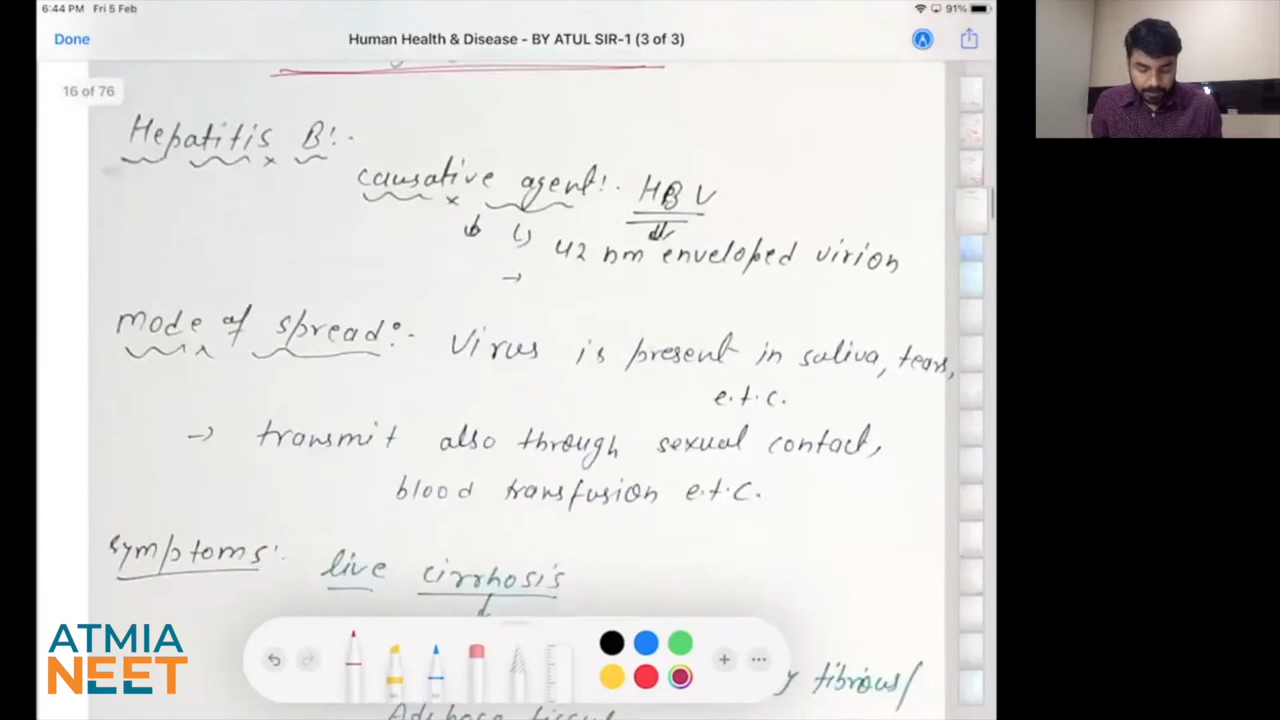 6:44 PM Fri 5 Feb
91%
Done
Human Health & Disease - BY ATUL SIR-1 (3 of 3)
16 of 76
Hepatitis B:-
causative agent:- HBV
42 nm enveloped virion
mode of spread:- Virus is present in saliva, tears,
e.t.c.
→ transmit also through sexual contact,
blood transfusion e.t.c.
symptoms:-
live cirrhosis
fibrious/
ATMIA
NEET